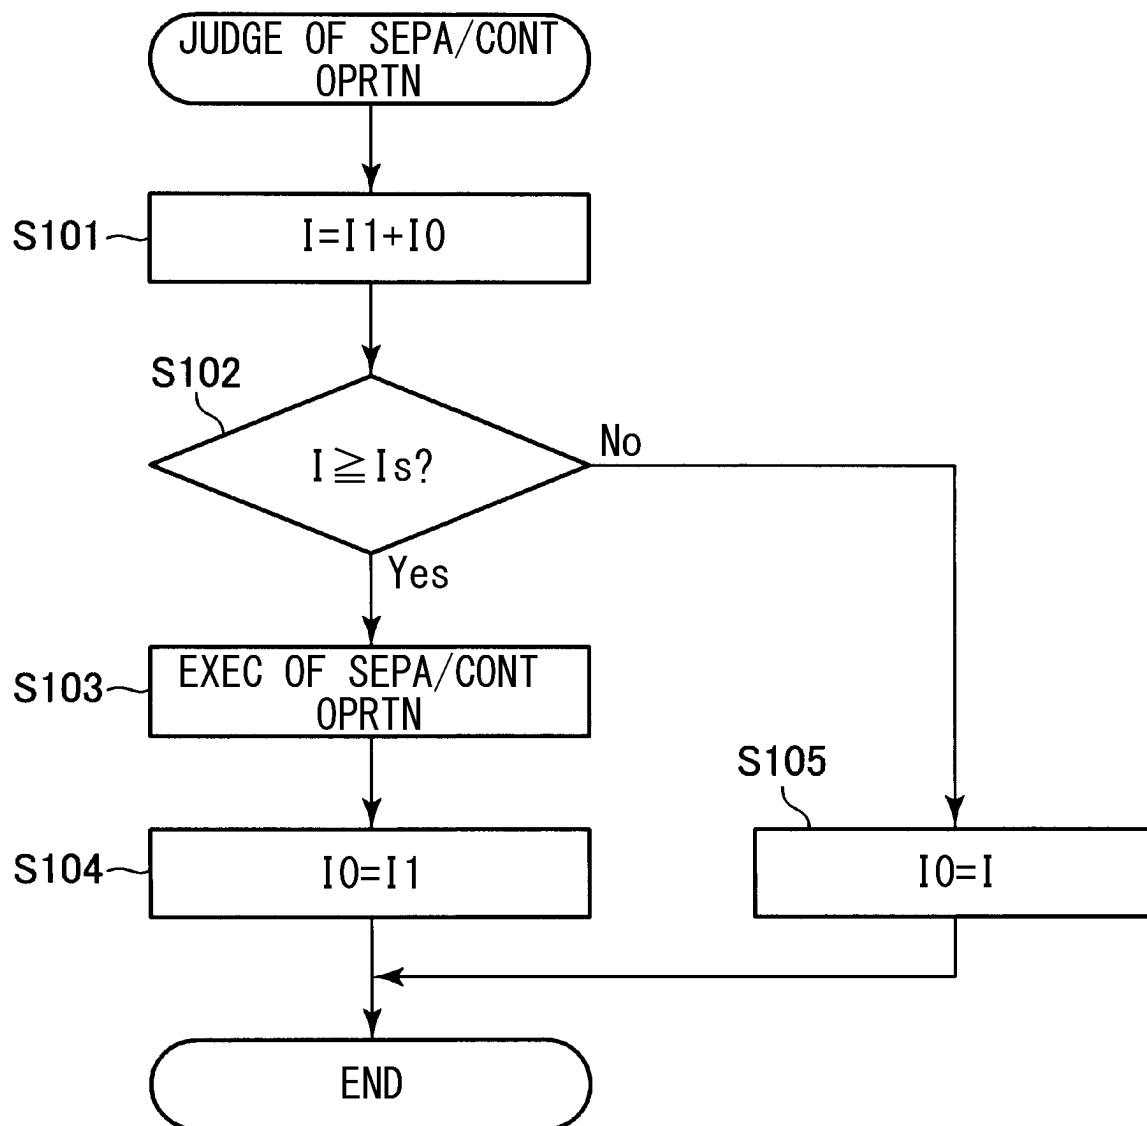 JUDGE OF SEPA/CONT
OPRTN
S101
I=I1+I0
S102
I≧Is?
No
Yes
S103
EXEC OF SEPA/CONT
OPRTN
S104
I0=I1
S105
I0=I
END